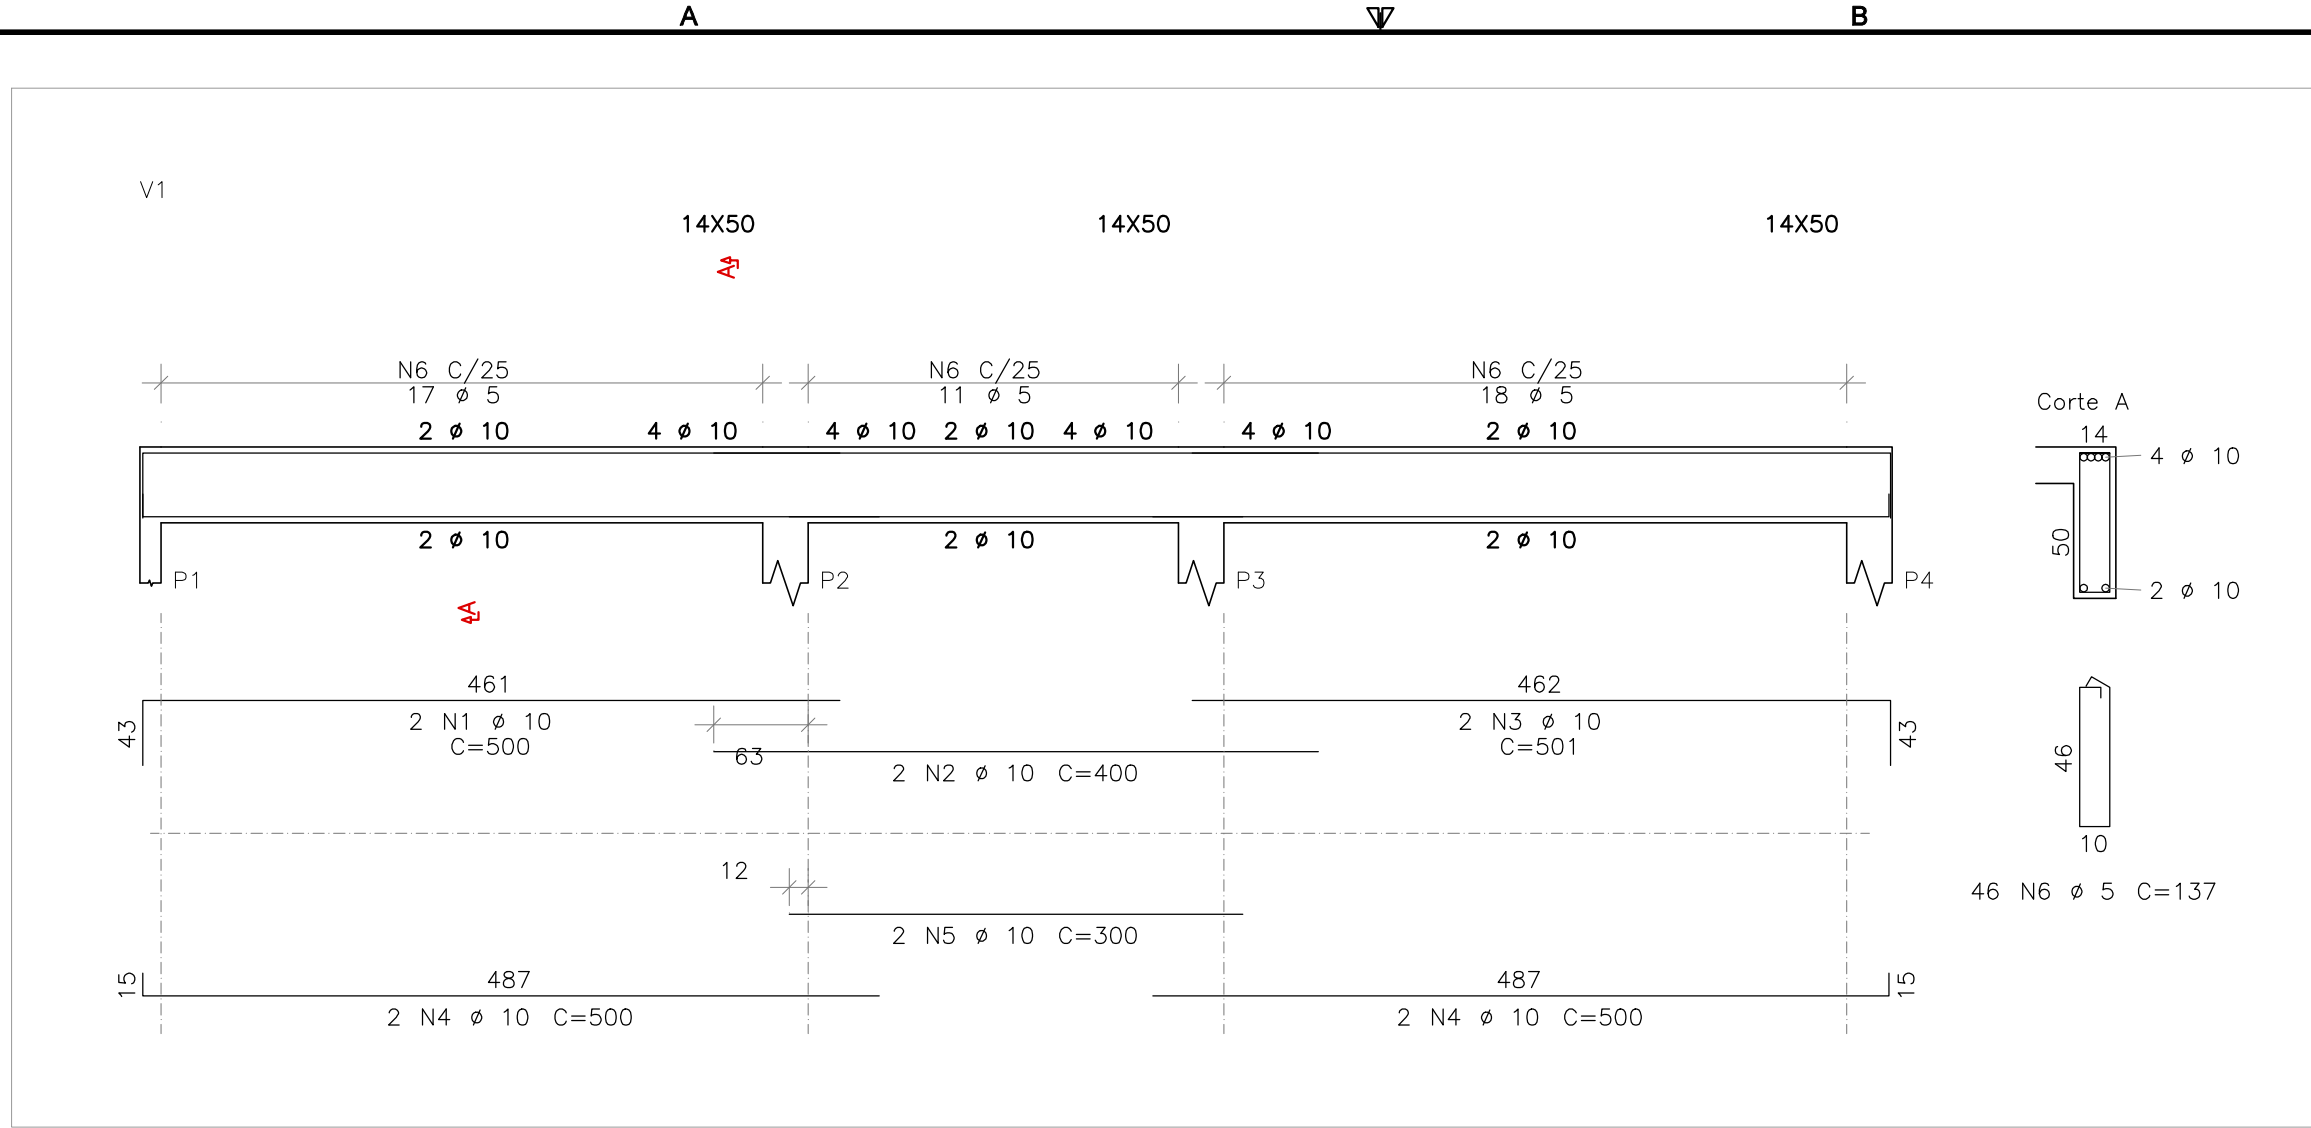 A B
V1
14X50 14X50 14X50
A
N6 C/25 N6 C/25 N6 C/25
17 ø 5 11 ø 5 18 ø 5
2 ø 10 4 ø 10 4 ø 10 2 ø 10 4 ø 10 4 ø 10 2 ø 10
2 ø 10 2 ø 10 2 ø 10
P1 P2 P3 P4
A
Corte A
14
4 ø 10
50
2 ø 10
461 462
43 2 N1 ø 10 2 N3 ø 10 43
C=500 C=501
63
2 N2 ø 10 C=400
46
10
46 N6 ø 5 C=137
12
2 N5 ø 10 C=300
15 487 487 15
2 N4 ø 10 C=500 2 N4 ø 10 C=500